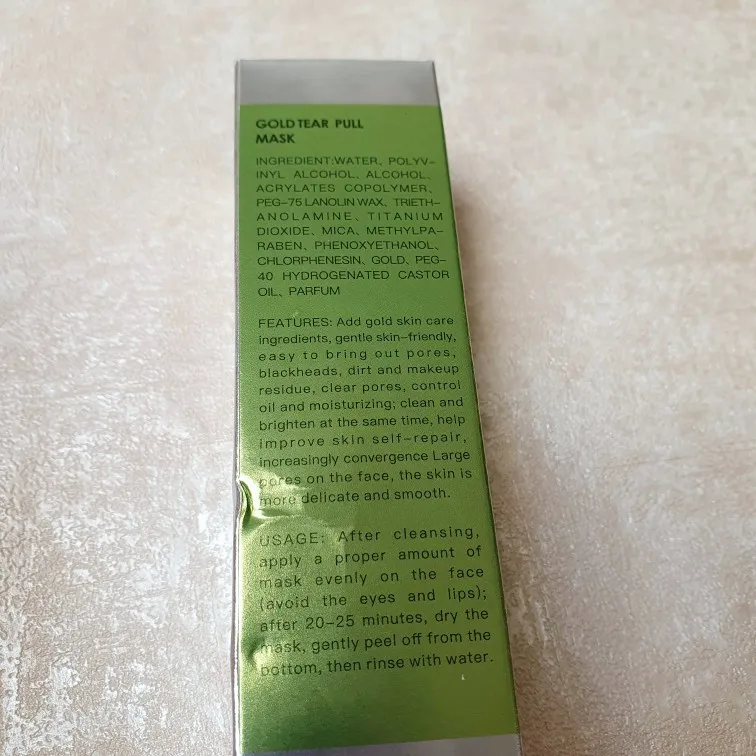 GOLD TEAR PULL
MASK
INGREDIENT:WATER、POLYV-
INYL ALCOHOL、ALCOHOL、
ACRYLATES COPOLYMER、
PEG-75 LANOLIN WAX、TRIETH-
ANOLAMINE、TITANIUM
DIOXIDE、MICA、METHYLPA-
RABEN、PHENOXYETHANOL、
CHLORPHENESIN、GOLD、PEG-
40 HYDROGENATED CASTOR
OIL、PARFUM
FEATURES: Add gold skin care
ingredients, gentle skin-friendly,
easy to bring out pores,
blackheads, dirt and makeup
residue, clear pores, control
oil and moisturizing; clean and
brighten at the same time, help
improve skin self-repair,
increasingly convergence Large
pores on the face, the skin is
more delicate and smooth.
USAGE: After cleansing,
apply a proper amount of
mask evenly on the face
(avoid the eyes and lips);
after 20-25 minutes, dry the
mask, gently peel off from the
bottom, then rinse with water.